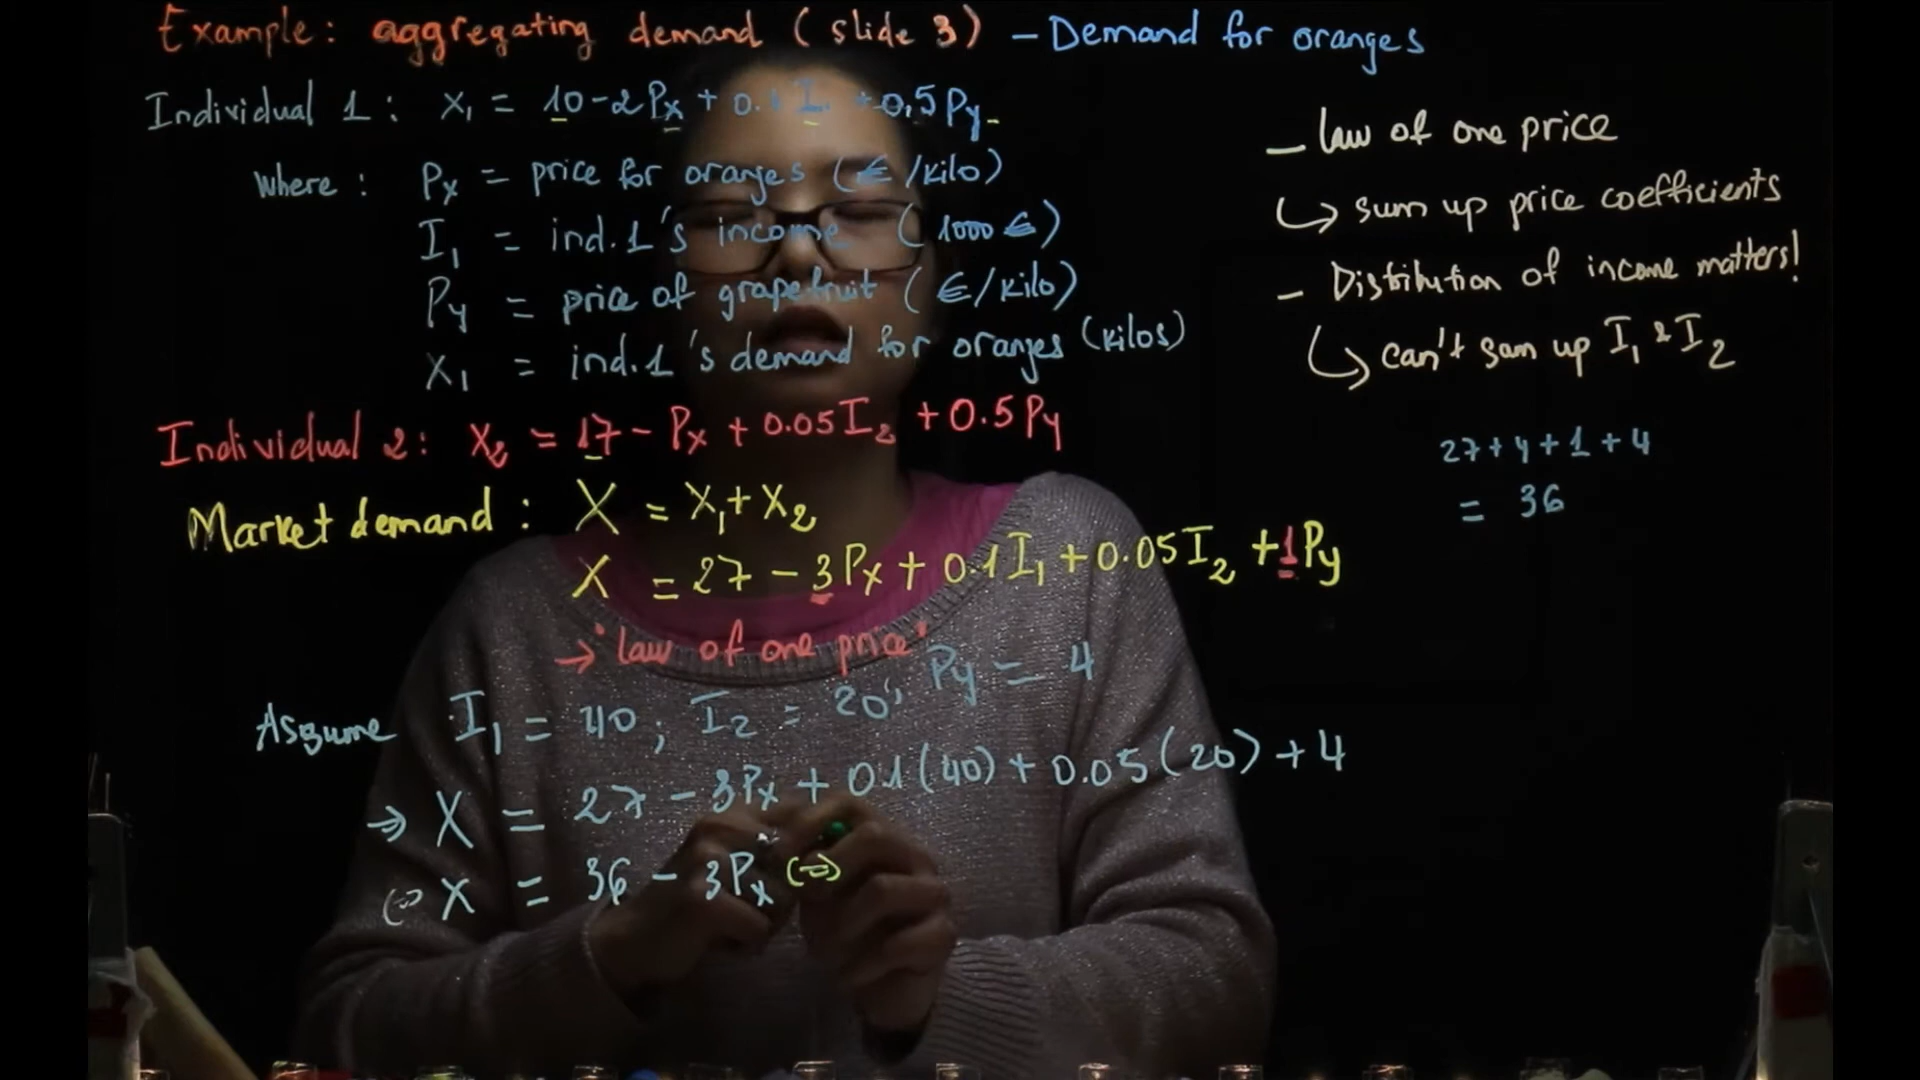 Example: aggregating demand (slide 3) – Demand for oranges
Individual 1: X₁ = 10 - 2Px + 0.1 I₁ + 0,5 Py
Where: Px = price for oranges (€/kilo)
I₁ = ind.1's income (1000 €)
Py = price of grapefruit (€/kilo)
X₁ = ind.1's demand for oranges (kilos)
Individual 2: X₂ = 17 - Px + 0.05 I₂ + 0.5 Py
Market demand: X = X₁ + X₂
X = 27 - 3Px + 0.1 I₁ + 0.05 I₂ + 1Py
→ 'law of one price'
Assume I₁ = 40; I₂ = 20; Py = 4
→ X = 27 - 3Px + 0.1(40) + 0.05(20) + 4
(=) X = 36 - 3Px (=)
– law of one price
↪ sum up price coefficients
– Distribution of income matters!
↪ can't sum up I₁ & I₂
27 + 4 + 1 + 4
= 36